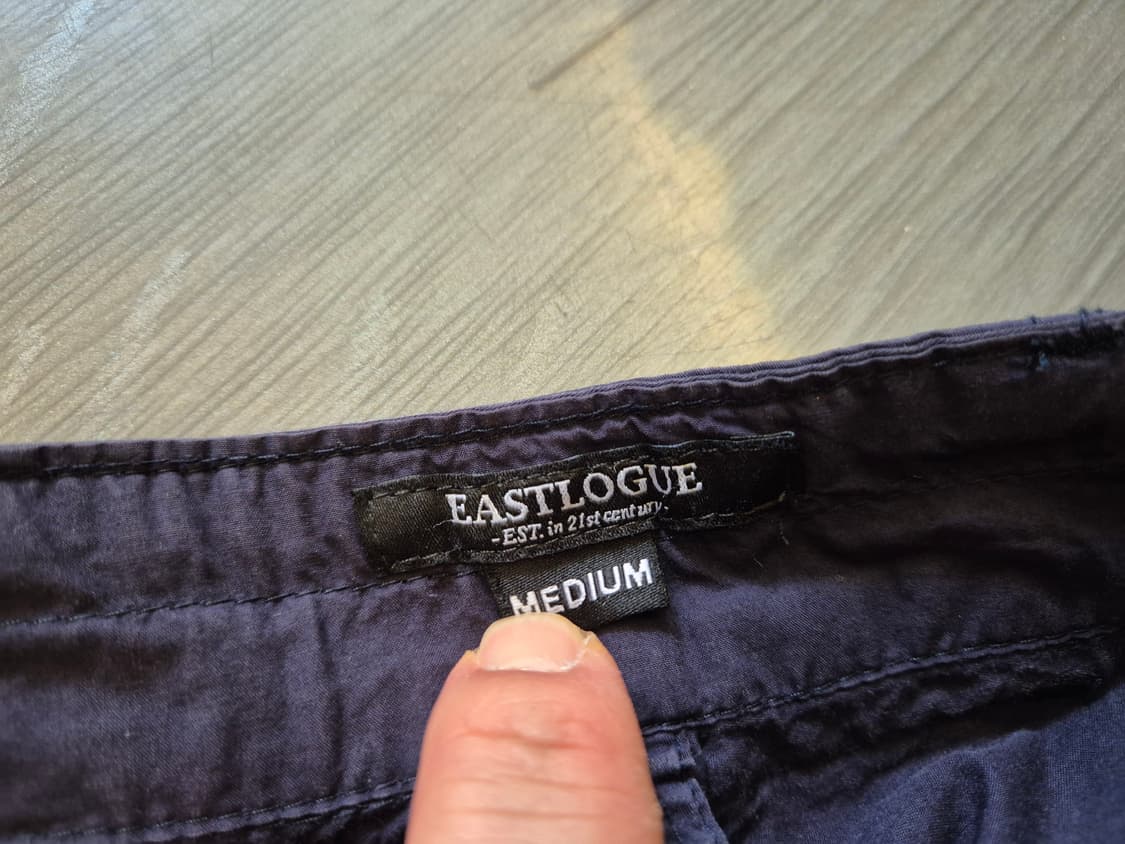 EASTLOGUE
-EST. in 21st century-
MEDIUM